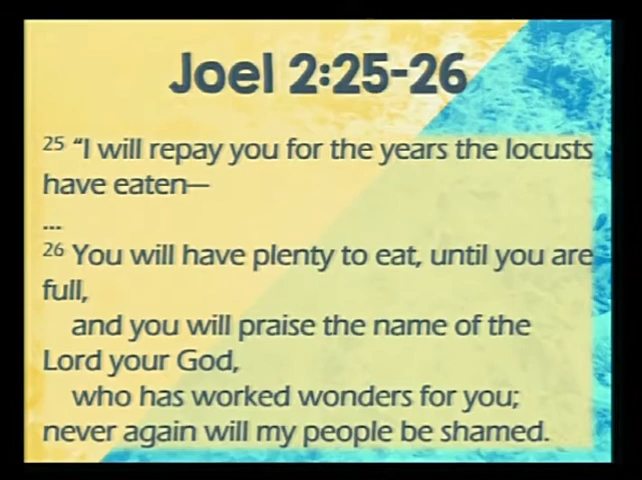 Joel 2:25-26
25 “I will repay you for the years the locusts
have eaten—
...
26 You will have plenty to eat, until you are
full,
and you will praise the name of the
Lord your God,
who has worked wonders for you;
never again will my people be shamed.